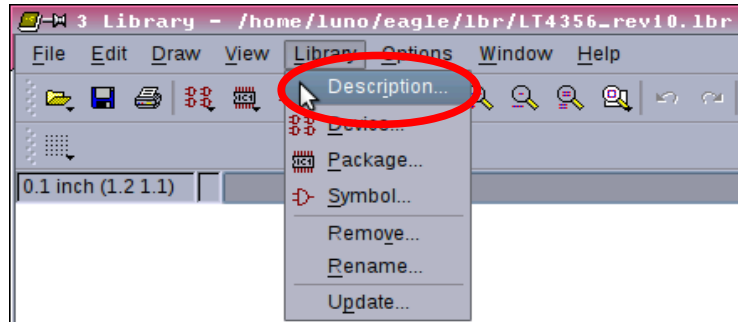 3 Library - /home/luno/eagle/lbr/LT4356_rev10.lbr
File Edit Draw View Library Options Window Help
Description...
Device...
Package...
0.1 inch (1.2 1.1)
Symbol...
Remove...
Rename...
Update...